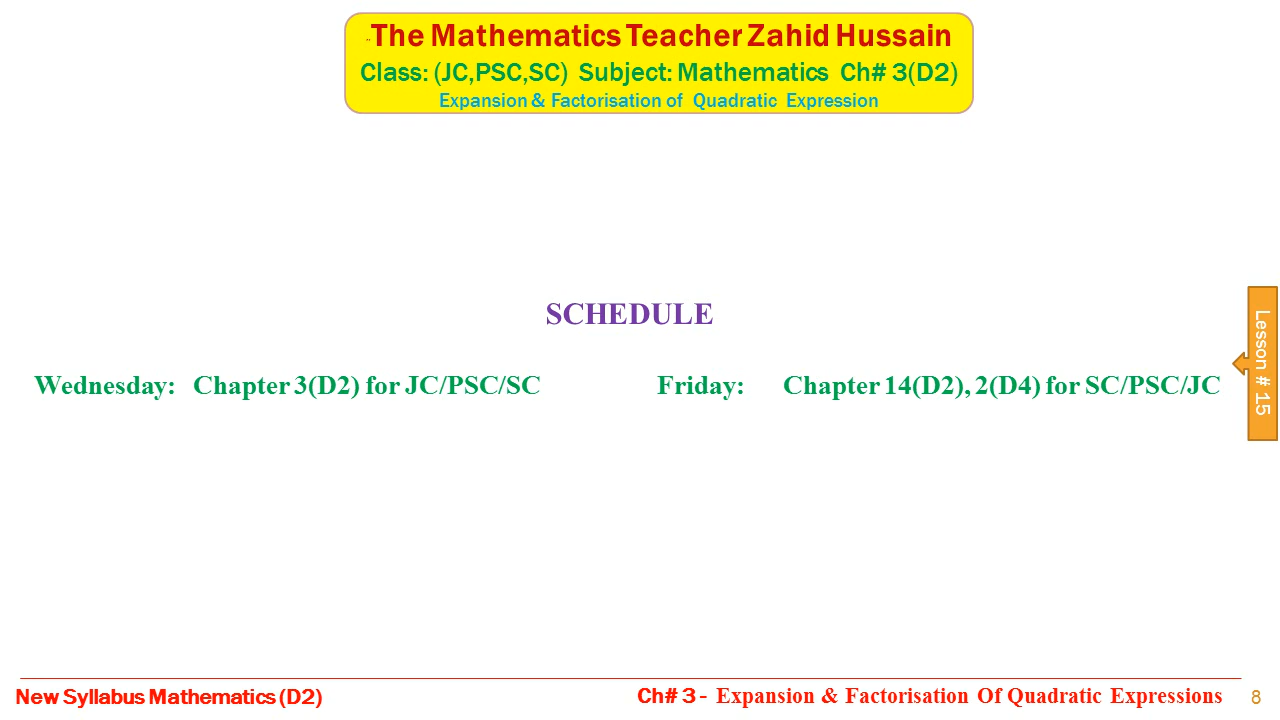 The Mathematics Teacher Zahid Hussain
Class: (JC,PSC,SC) Subject: Mathematics Ch# 3(D2)
Expansion & Factorisation of Quadratic Expression
SCHEDULE
Wednesday: Chapter 3(D2) for JC/PSC/SC Friday: Chapter 14(D2), 2(D4) for SC/PSC/JC
Lesson # 15
New Syllabus Mathematics (D2) Ch# 3 - Expansion & Factorisation Of Quadratic Expressions 8